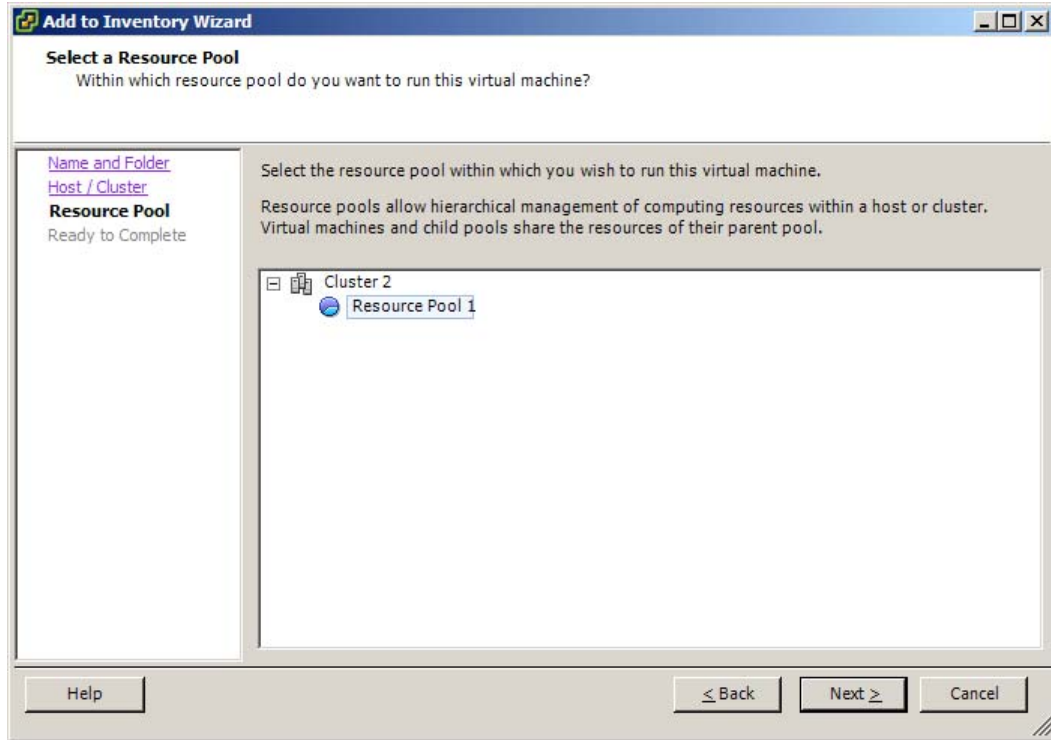 Add to Inventory Wizard
Select a Resource Pool
Within which resource pool do you want to run this virtual machine?
Name and Folder
Host / Cluster
Resource Pool
Ready to Complete
Select the resource pool within which you wish to run this virtual machine.
Resource pools allow hierarchical management of computing resources within a host or cluster.
Virtual machines and child pools share the resources of their parent pool.
Cluster 2
Resource Pool 1
Help
< Back
Next >
Cancel